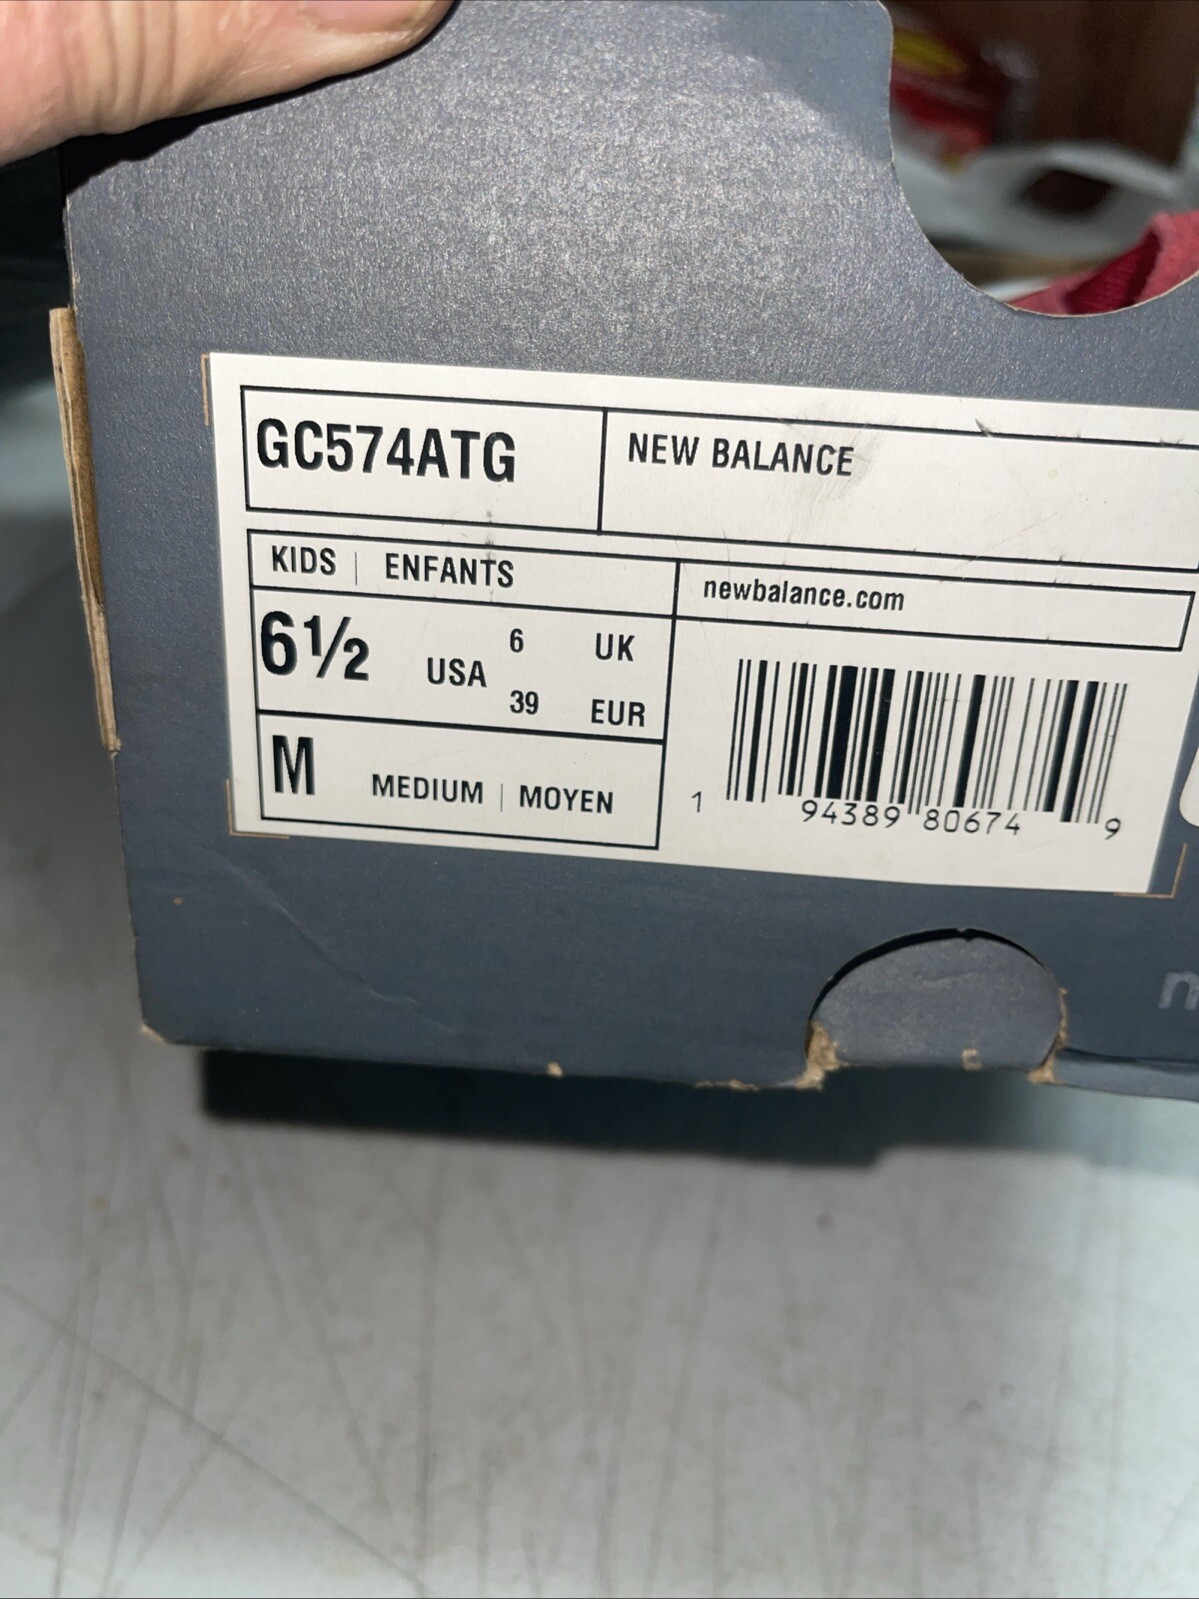 GC574ATG
NEW BALANCE
KIDS | ENFANTS
newbalance.com
6½ USA 6 UK
39 EUR
M MEDIUM | MOYEN
1 94389 80674 9